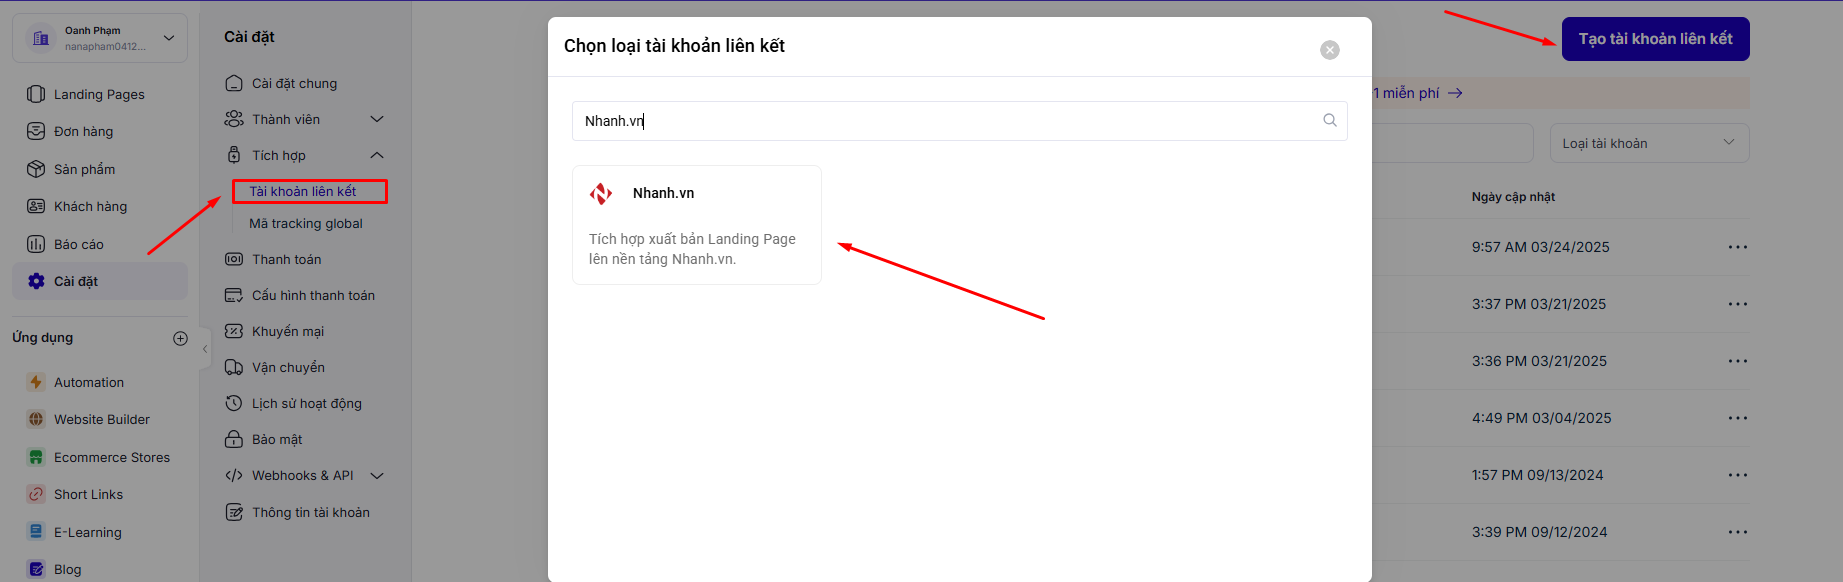 Oanh Phạm
nanapham0412...
Landing Pages
Đơn hàng
Sản phẩm
Khách hàng
Báo cáo
Cài đặt
Ứng dụng
Automation
Website Builder
Ecommerce Stores
Short Links
E-Learning
Blog
Cài đặt
Cài đặt chung
Thành viên
Tích hợp
Tài khoản liên kết
Mã tracking global
Thanh toán
Cấu hình thanh toán
Khuyến mại
Vận chuyển
Lịch sử hoạt động
Bảo mật
Webhooks & API
Thông tin tài khoản
Chọn loại tài khoản liên kết
Nhanh.vn
Nhanh.vn
Tích hợp xuất bản Landing Page
lên nền tảng Nhanh.vn.
Tạo tài khoản liên kết
1 miễn phí
Loại tài khoản
Ngày cập nhật
9:57 AM 03/24/2025
3:37 PM 03/21/2025
3:36 PM 03/21/2025
4:49 PM 03/04/2025
1:57 PM 09/13/2024
3:39 PM 09/12/2024